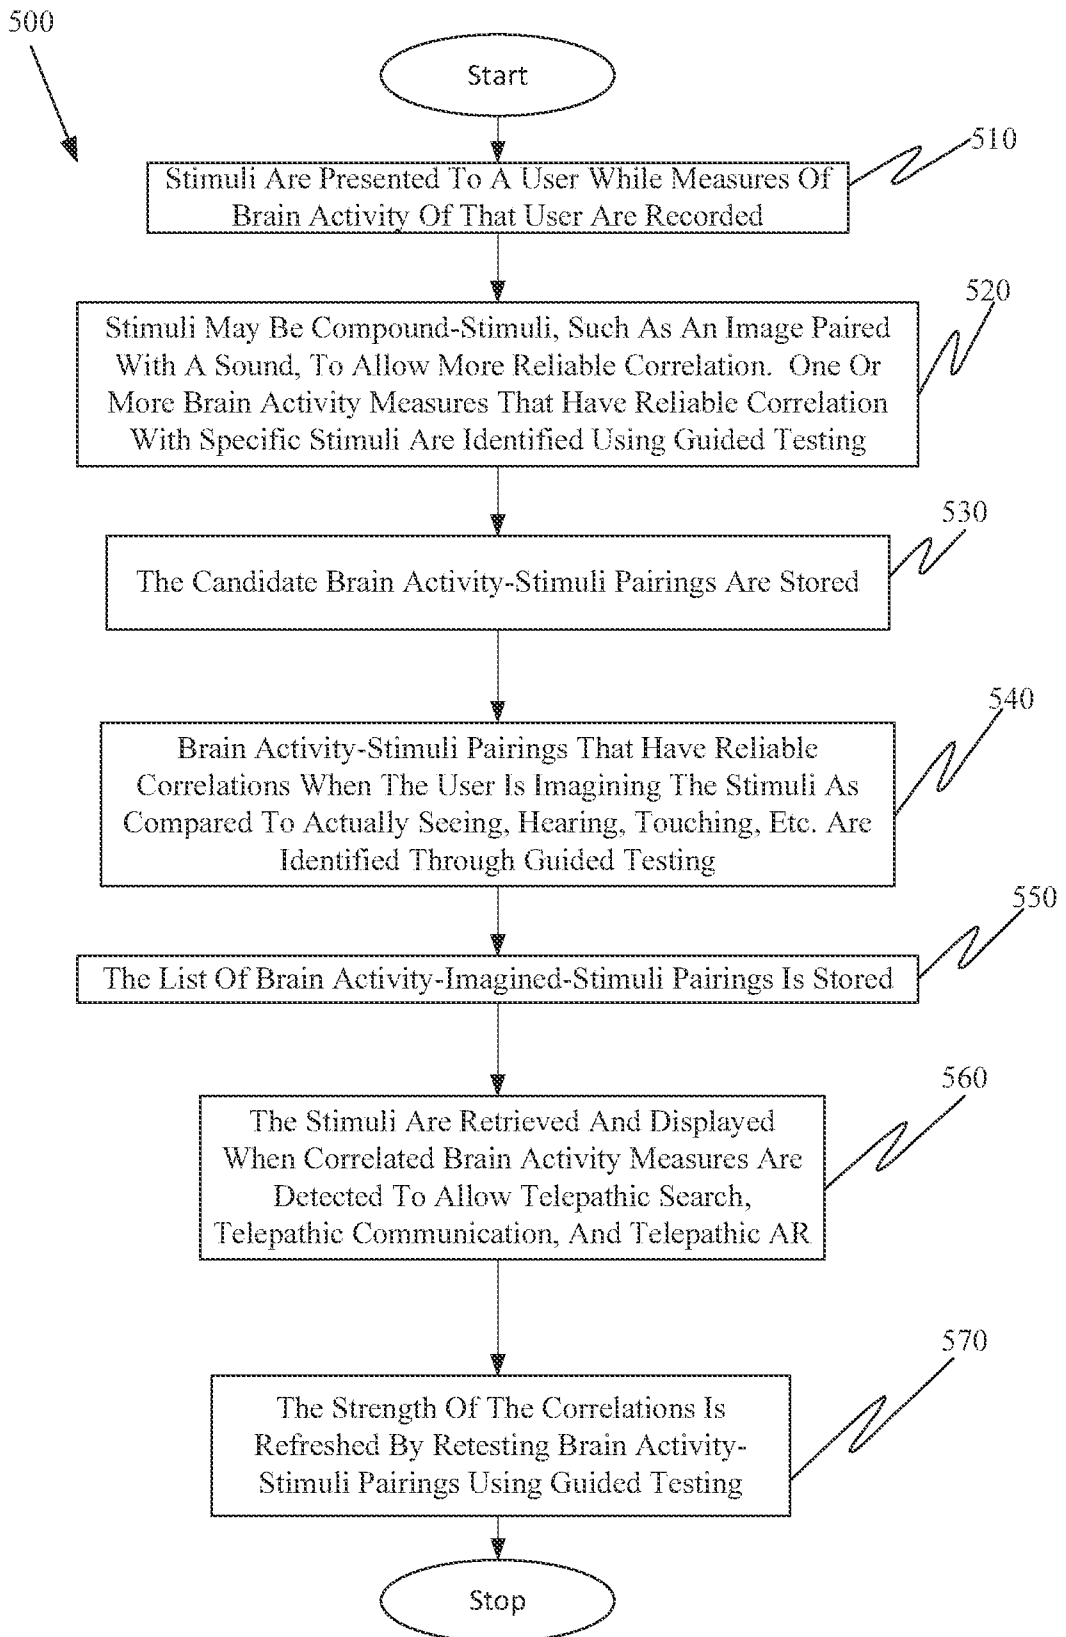 500
Start
510
Stimuli Are Presented To A User While Measures Of
Brain Activity Of That User Are Recorded
520
Stimuli May Be Compound-Stimuli, Such As An Image Paired
With A Sound, To Allow More Reliable Correlation. One Or
More Brain Activity Measures That Have Reliable Correlation
With Specific Stimuli Are Identified Using Guided Testing
530
The Candidate Brain Activity-Stimuli Pairings Are Stored
540
Brain Activity-Stimuli Pairings That Have Reliable
Correlations When The User Is Imagining The Stimuli As
Compared To Actually Seeing, Hearing, Touching, Etc. Are
Identified Through Guided Testing
550
The List Of Brain Activity-Imagined-Stimuli Pairings Is Stored
560
The Stimuli Are Retrieved And Displayed
When Correlated Brain Activity Measures Are
Detected To Allow Telepathic Search,
Telepathic Communication, And Telepathic AR
570
The Strength Of The Correlations Is
Refreshed By Retesting Brain Activity-
Stimuli Pairings Using Guided Testing
Stop